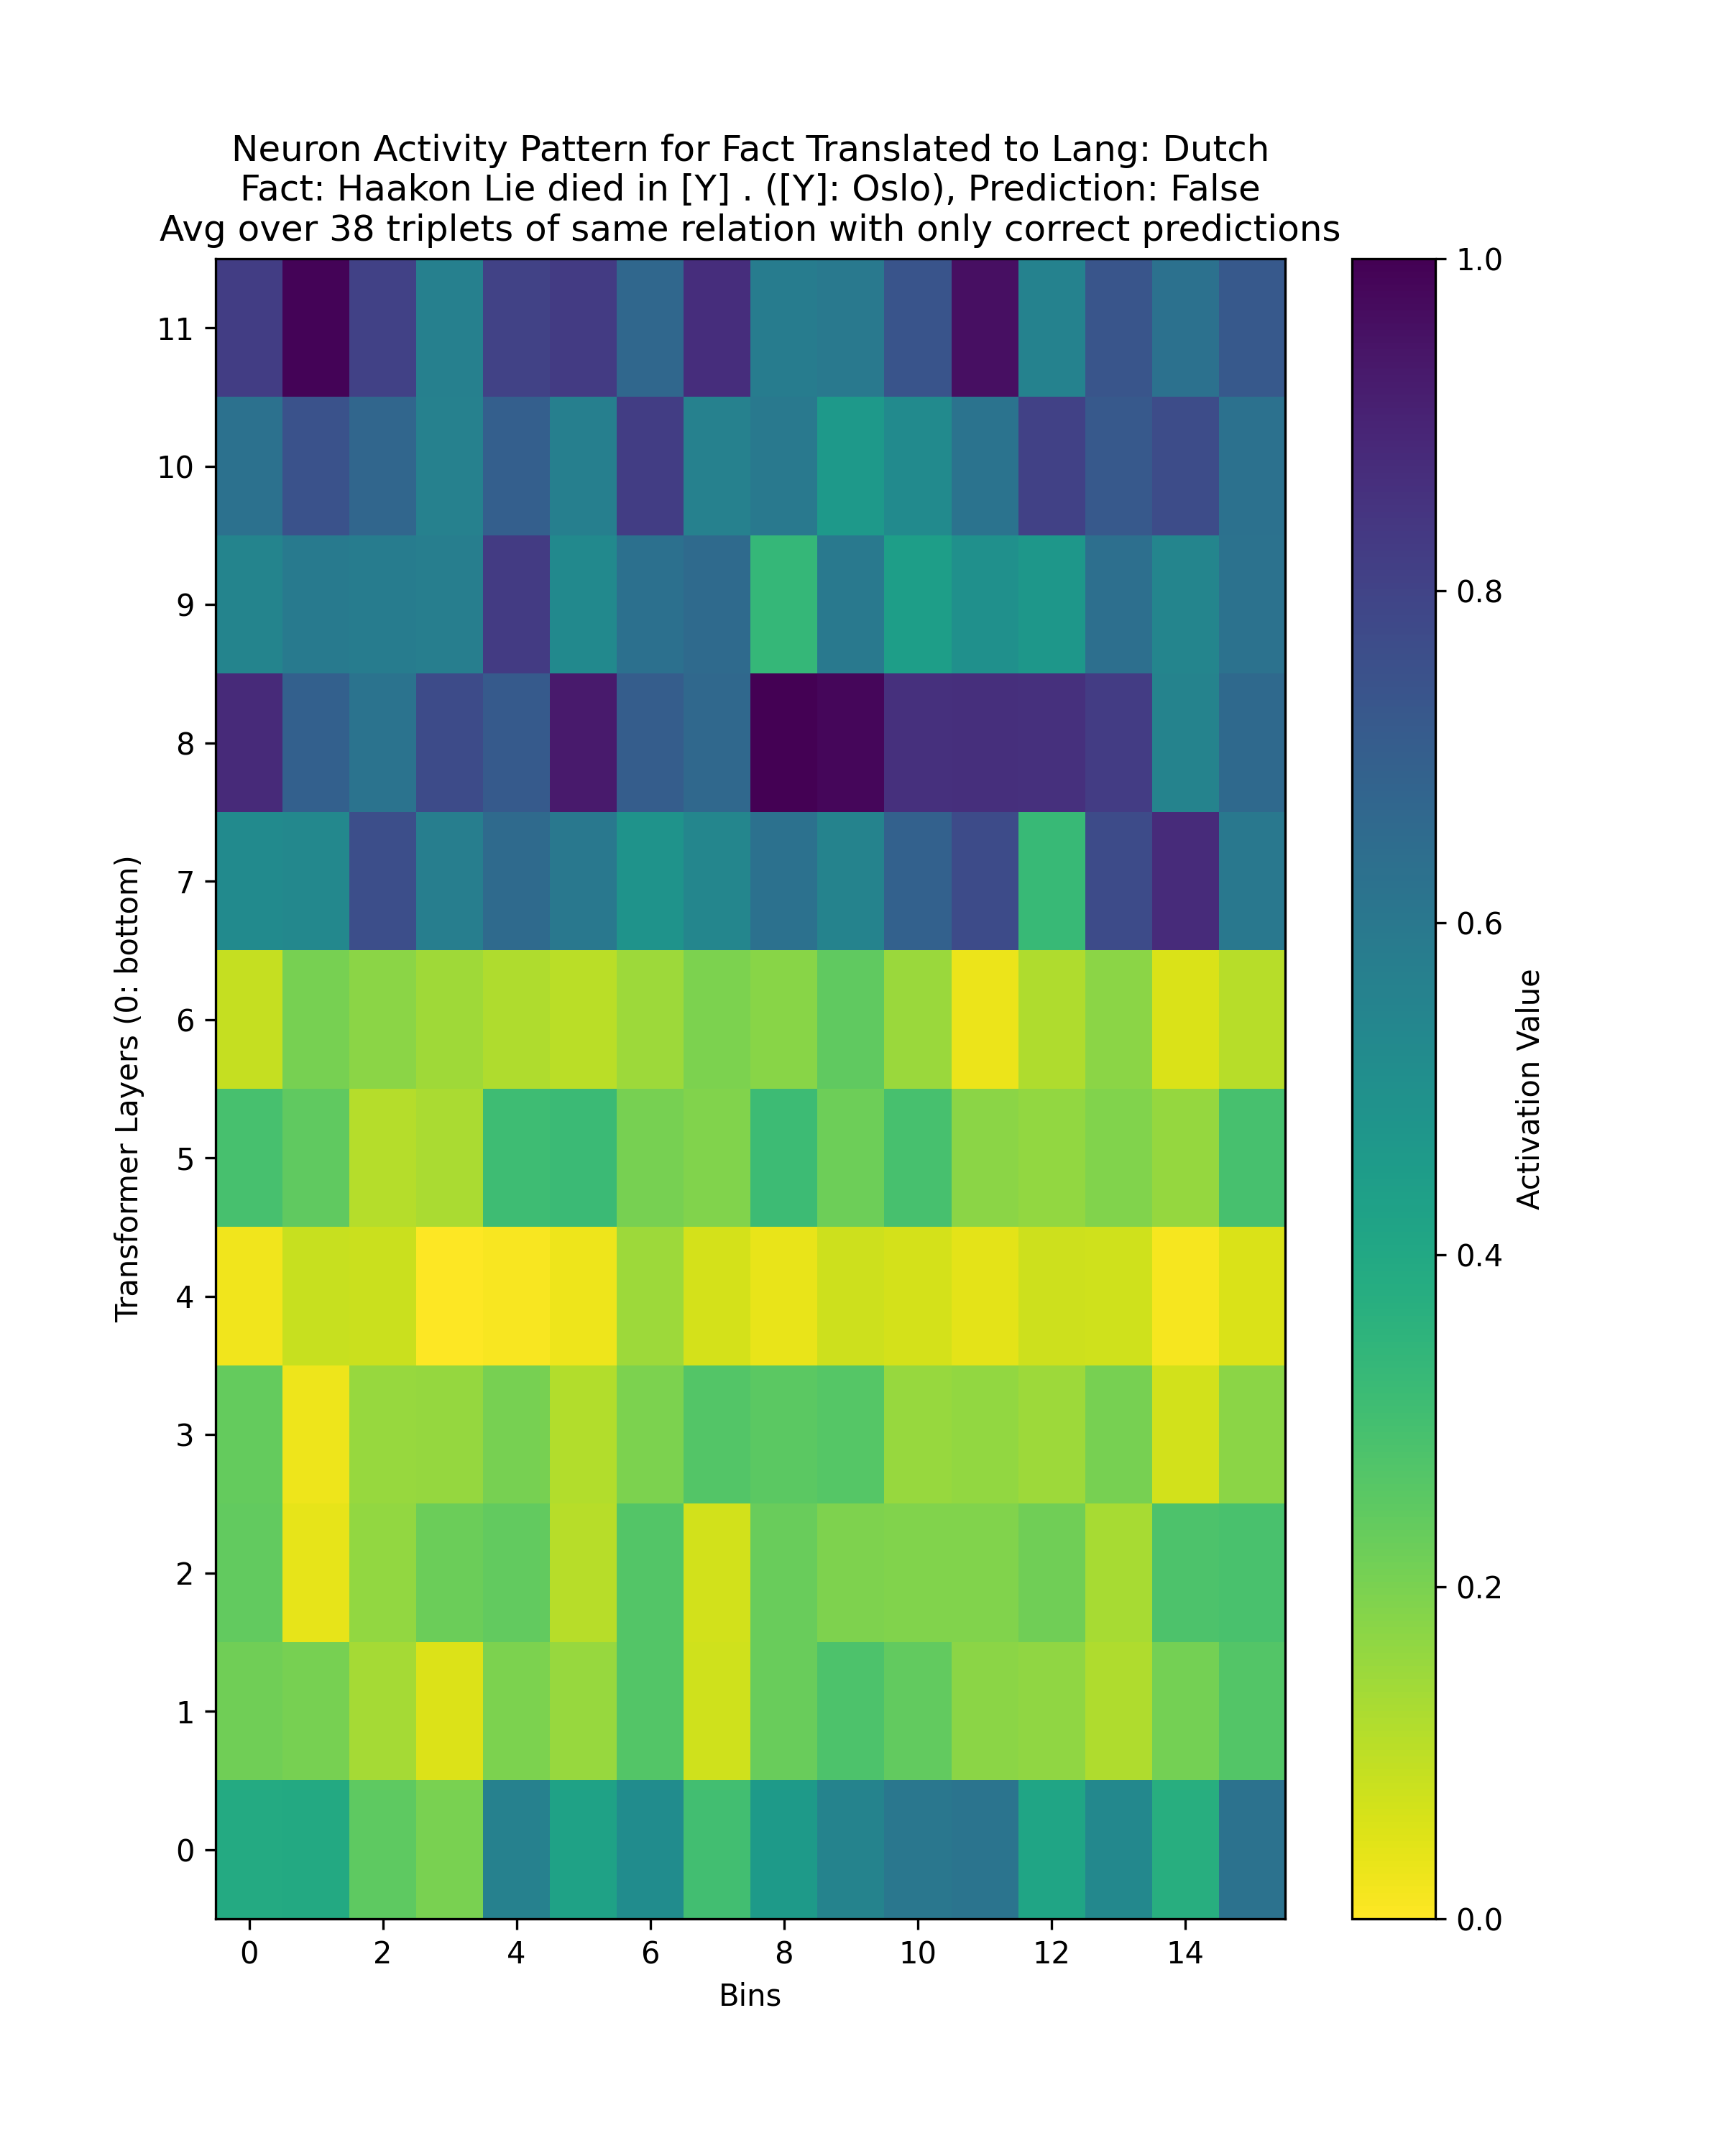 Neuron Activity Pattern for Fact Translated to Lang: Dutch
Fact: Haakon Lie died in [Y] . ([Y]: Oslo), Prediction: False
Avg over 38 triplets of same relation with only correct predictions
Transformer Layers (0: bottom)
11
10
9
8
7
6
5
4
3
2
1
0
0 2 4 6 8 10 12 14
Bins
1.0
0.8
0.6
0.4
0.2
0.0
Activation Value